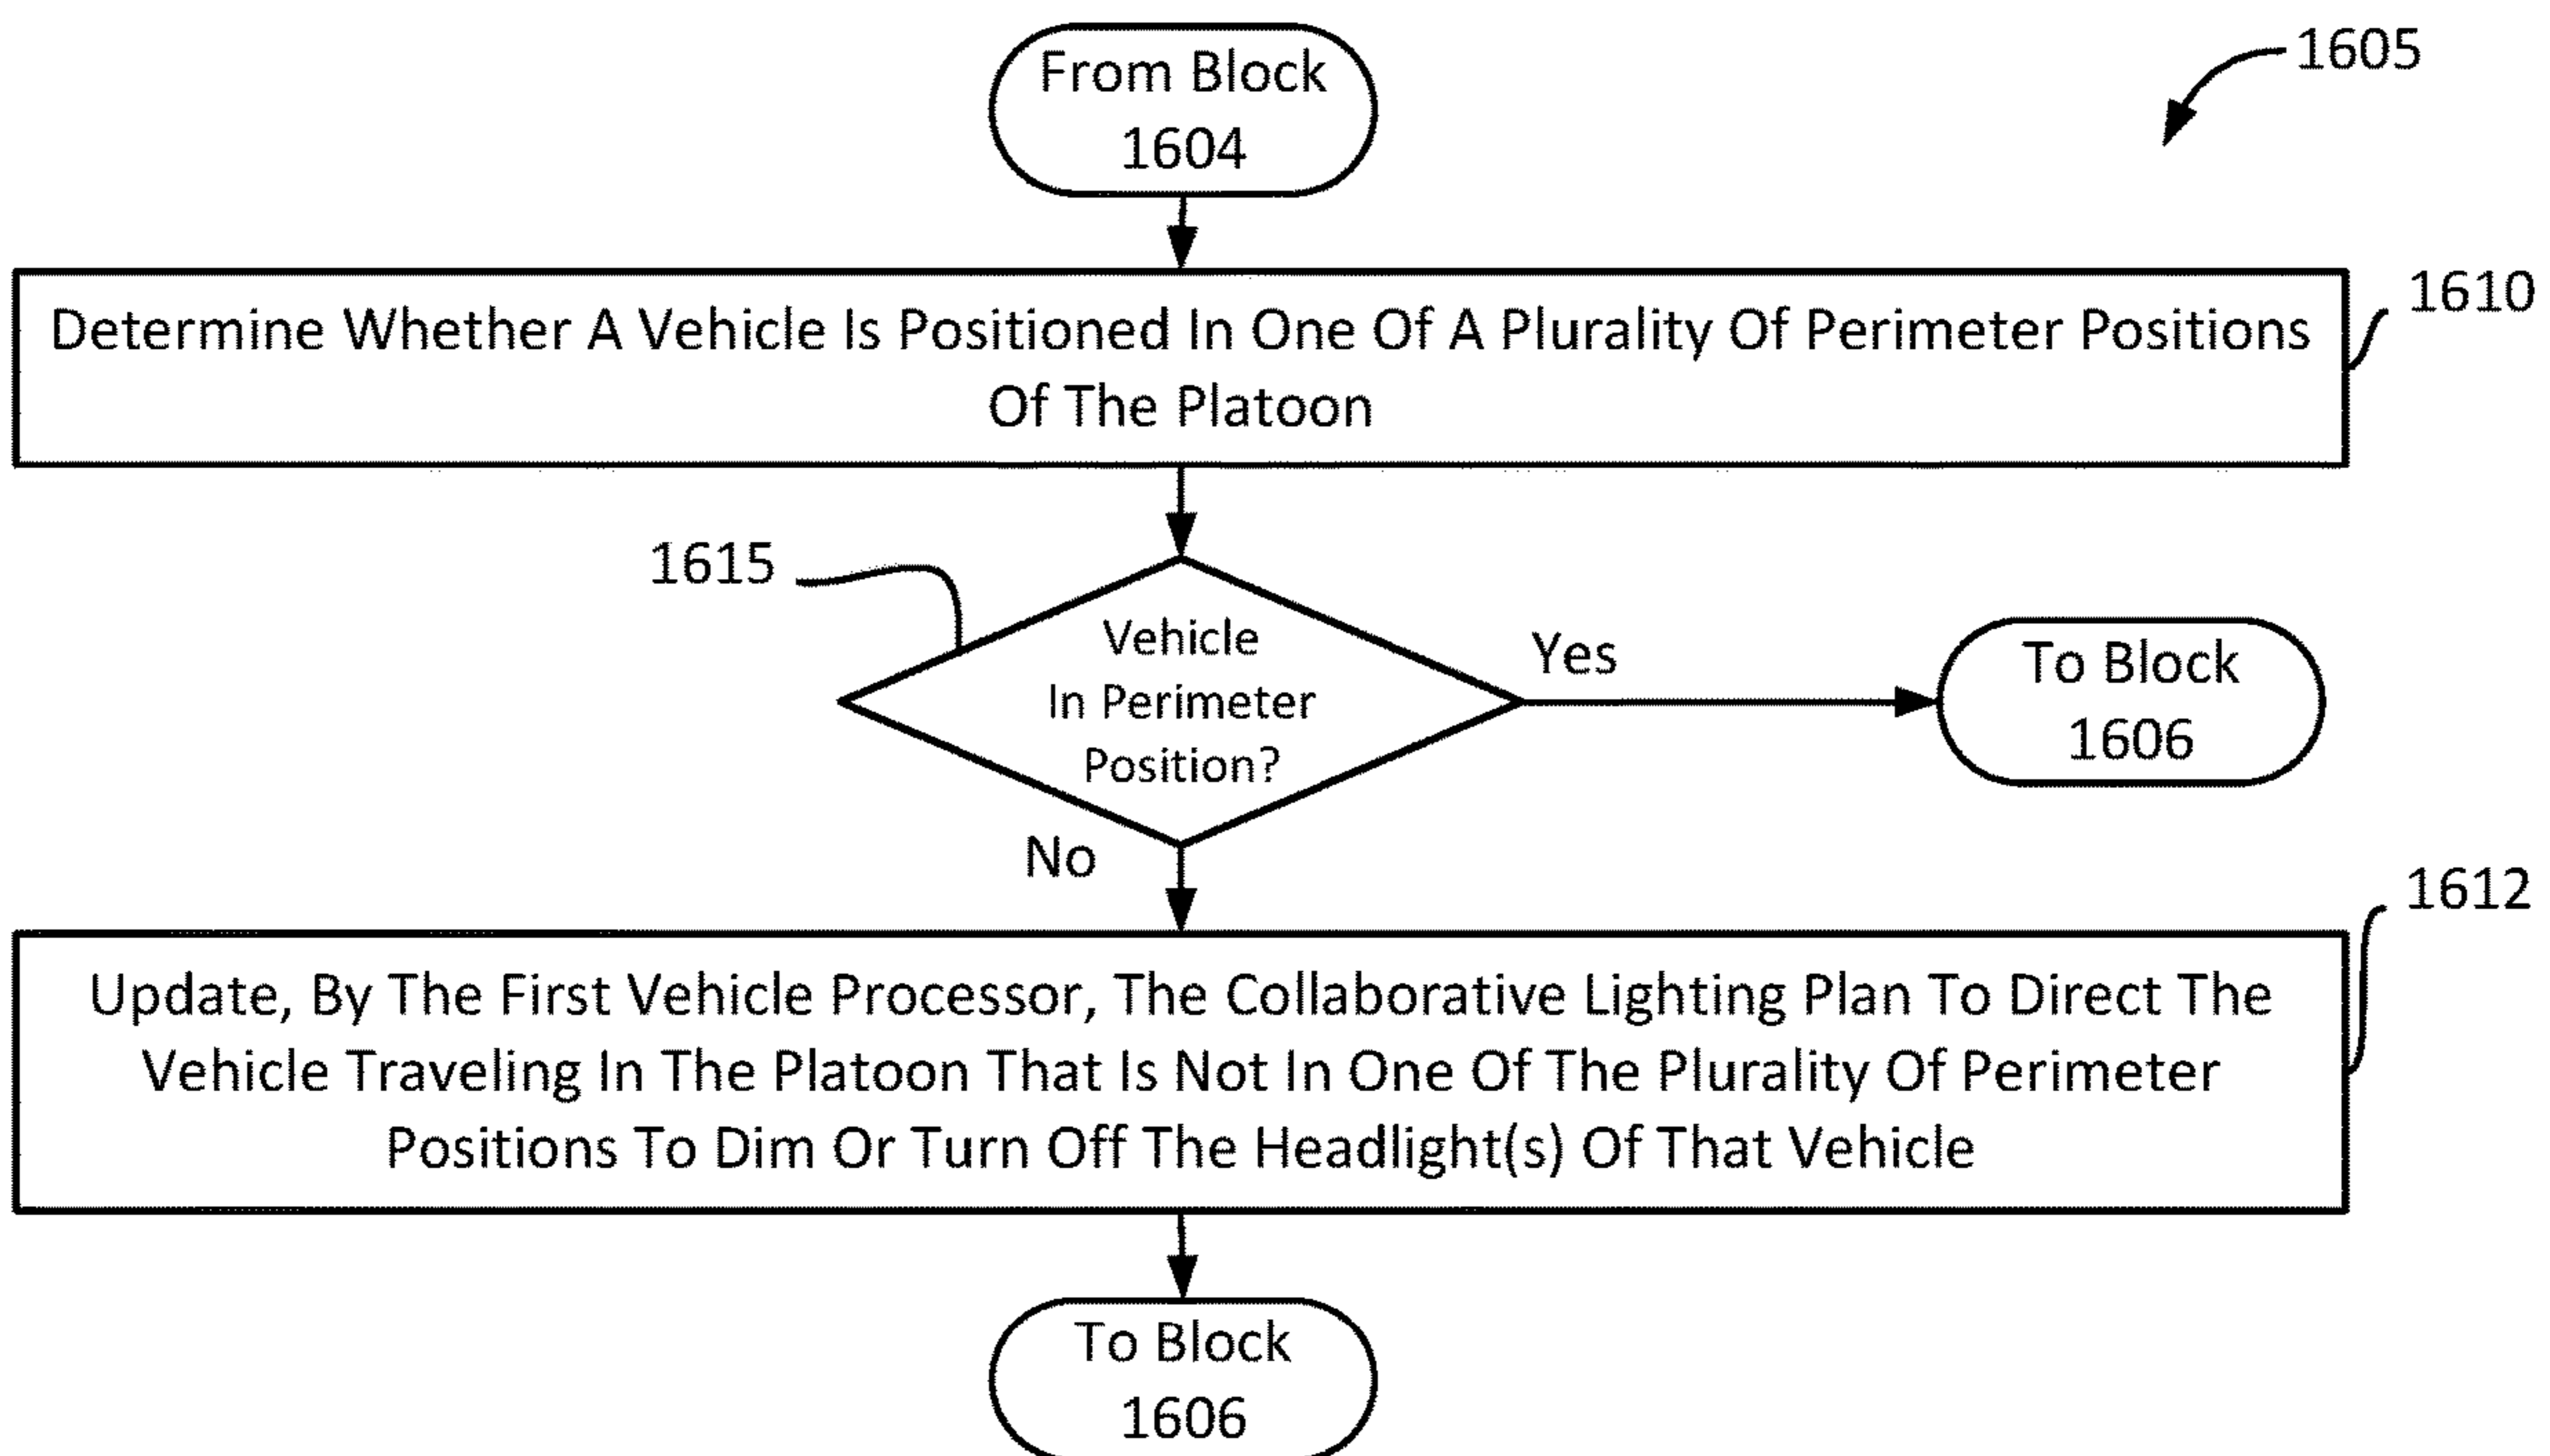 From Block
1604
1605
Determine Whether A Vehicle Is Positioned In One Of A Plurality Of Perimeter Positions
Of The Platoon
1610
1615
Vehicle
In Perimeter
Position?
Yes
To Block
1606
No
1612
Update, By The First Vehicle Processor, The Collaborative Lighting Plan To Direct The
Vehicle Traveling In The Platoon That Is Not In One Of The Plurality Of Perimeter
Positions To Dim Or Turn Off The Headlight(s) Of That Vehicle
To Block
1606